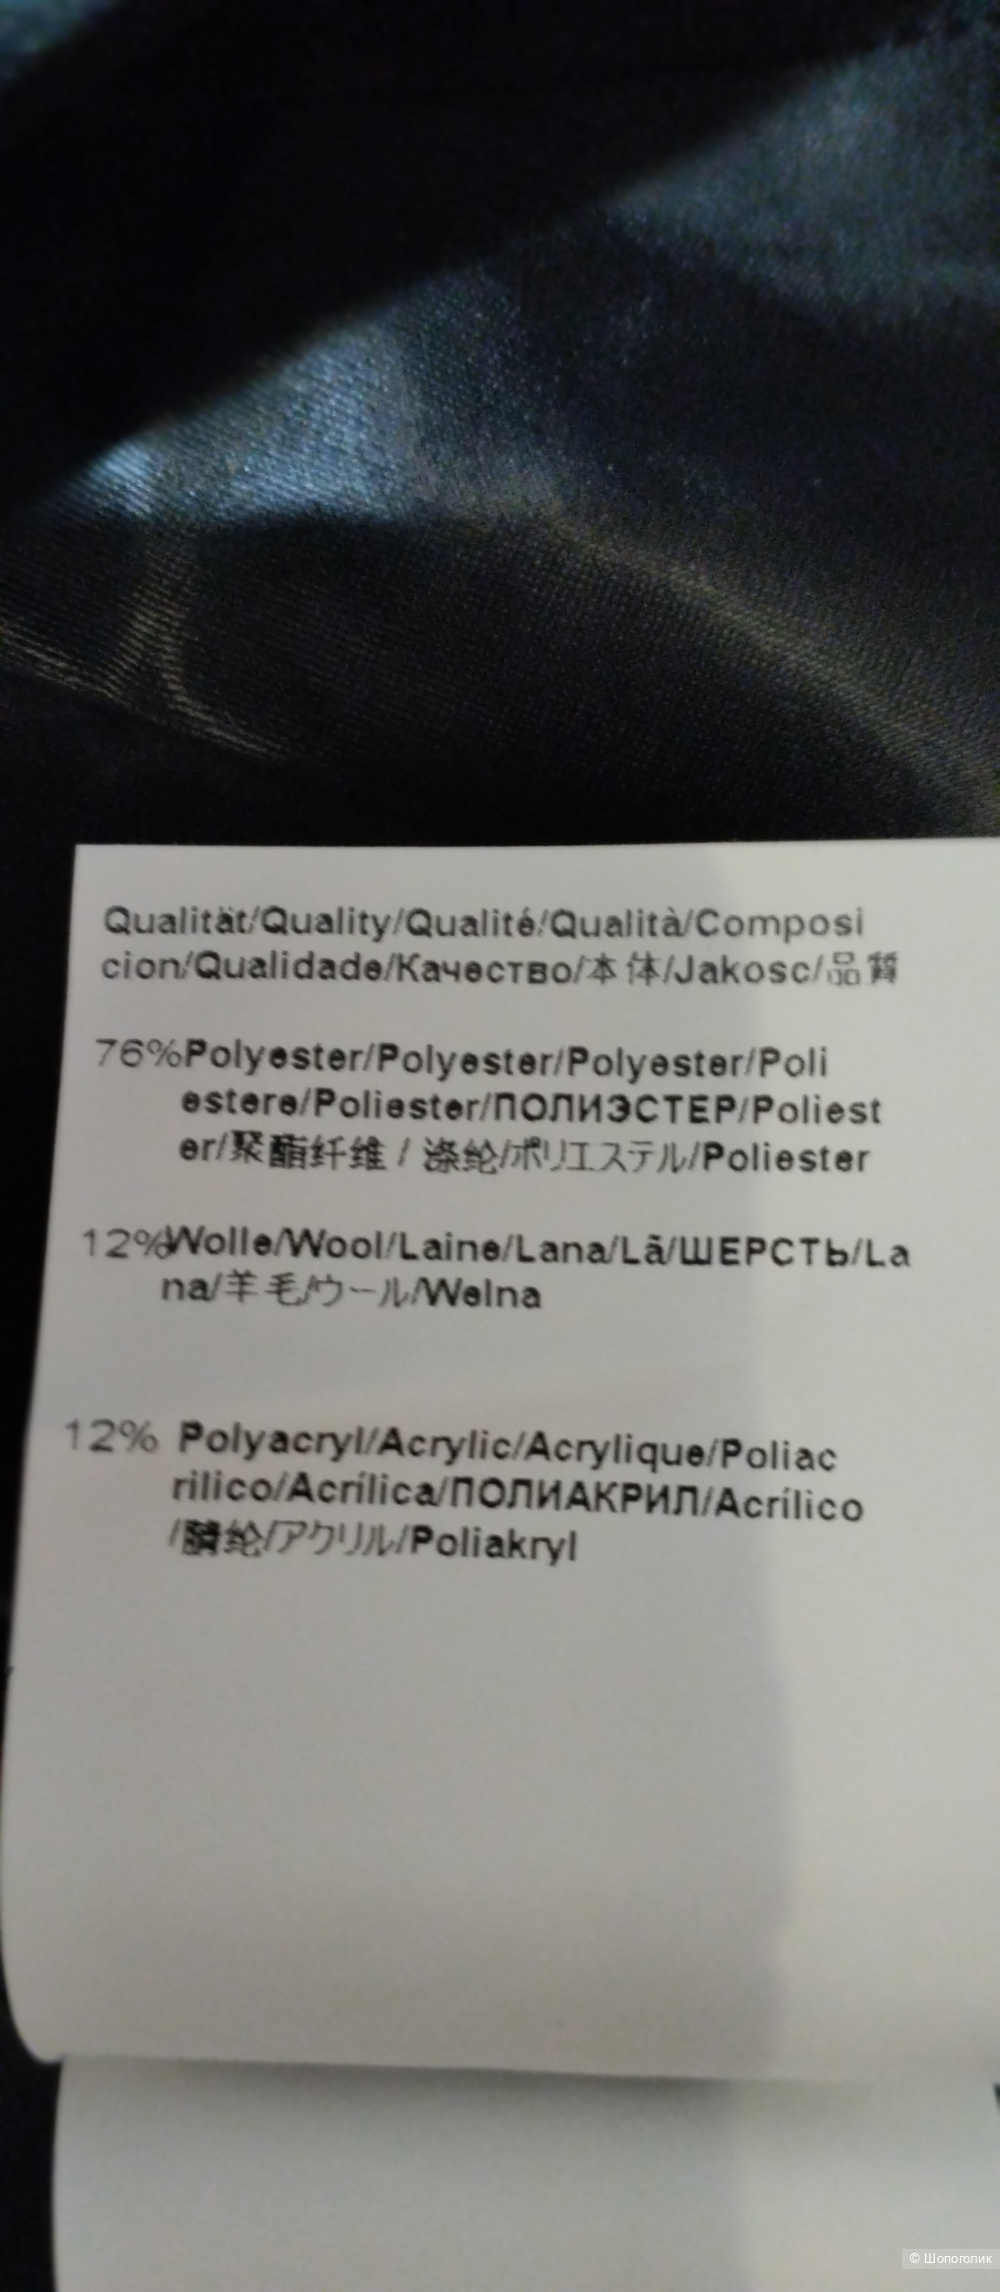 Qualität/Quality/Qualité/Qualità/Composi
cion/Qualidade/Качество/本体/Jakosc/品質
76%Polyester/Polyester/Polyester/Poli
estere/Poliester/ПОЛИЭСТЕР/Poliest
er/聚酯纤维 / 涤纶/ポリエステル/Poliester
12%Wolle/Wool/Laine/Lana/Lã/ШЕРСТЬ/La
na/羊毛/ウール/Welna
12% Polyacryl/Acrylic/Acrylique/Poliac
rilico/Acrílica/ПОЛИАКРИЛ/Acrílico
/腈纶/アクリル/Poliakryl
© Шопоголик